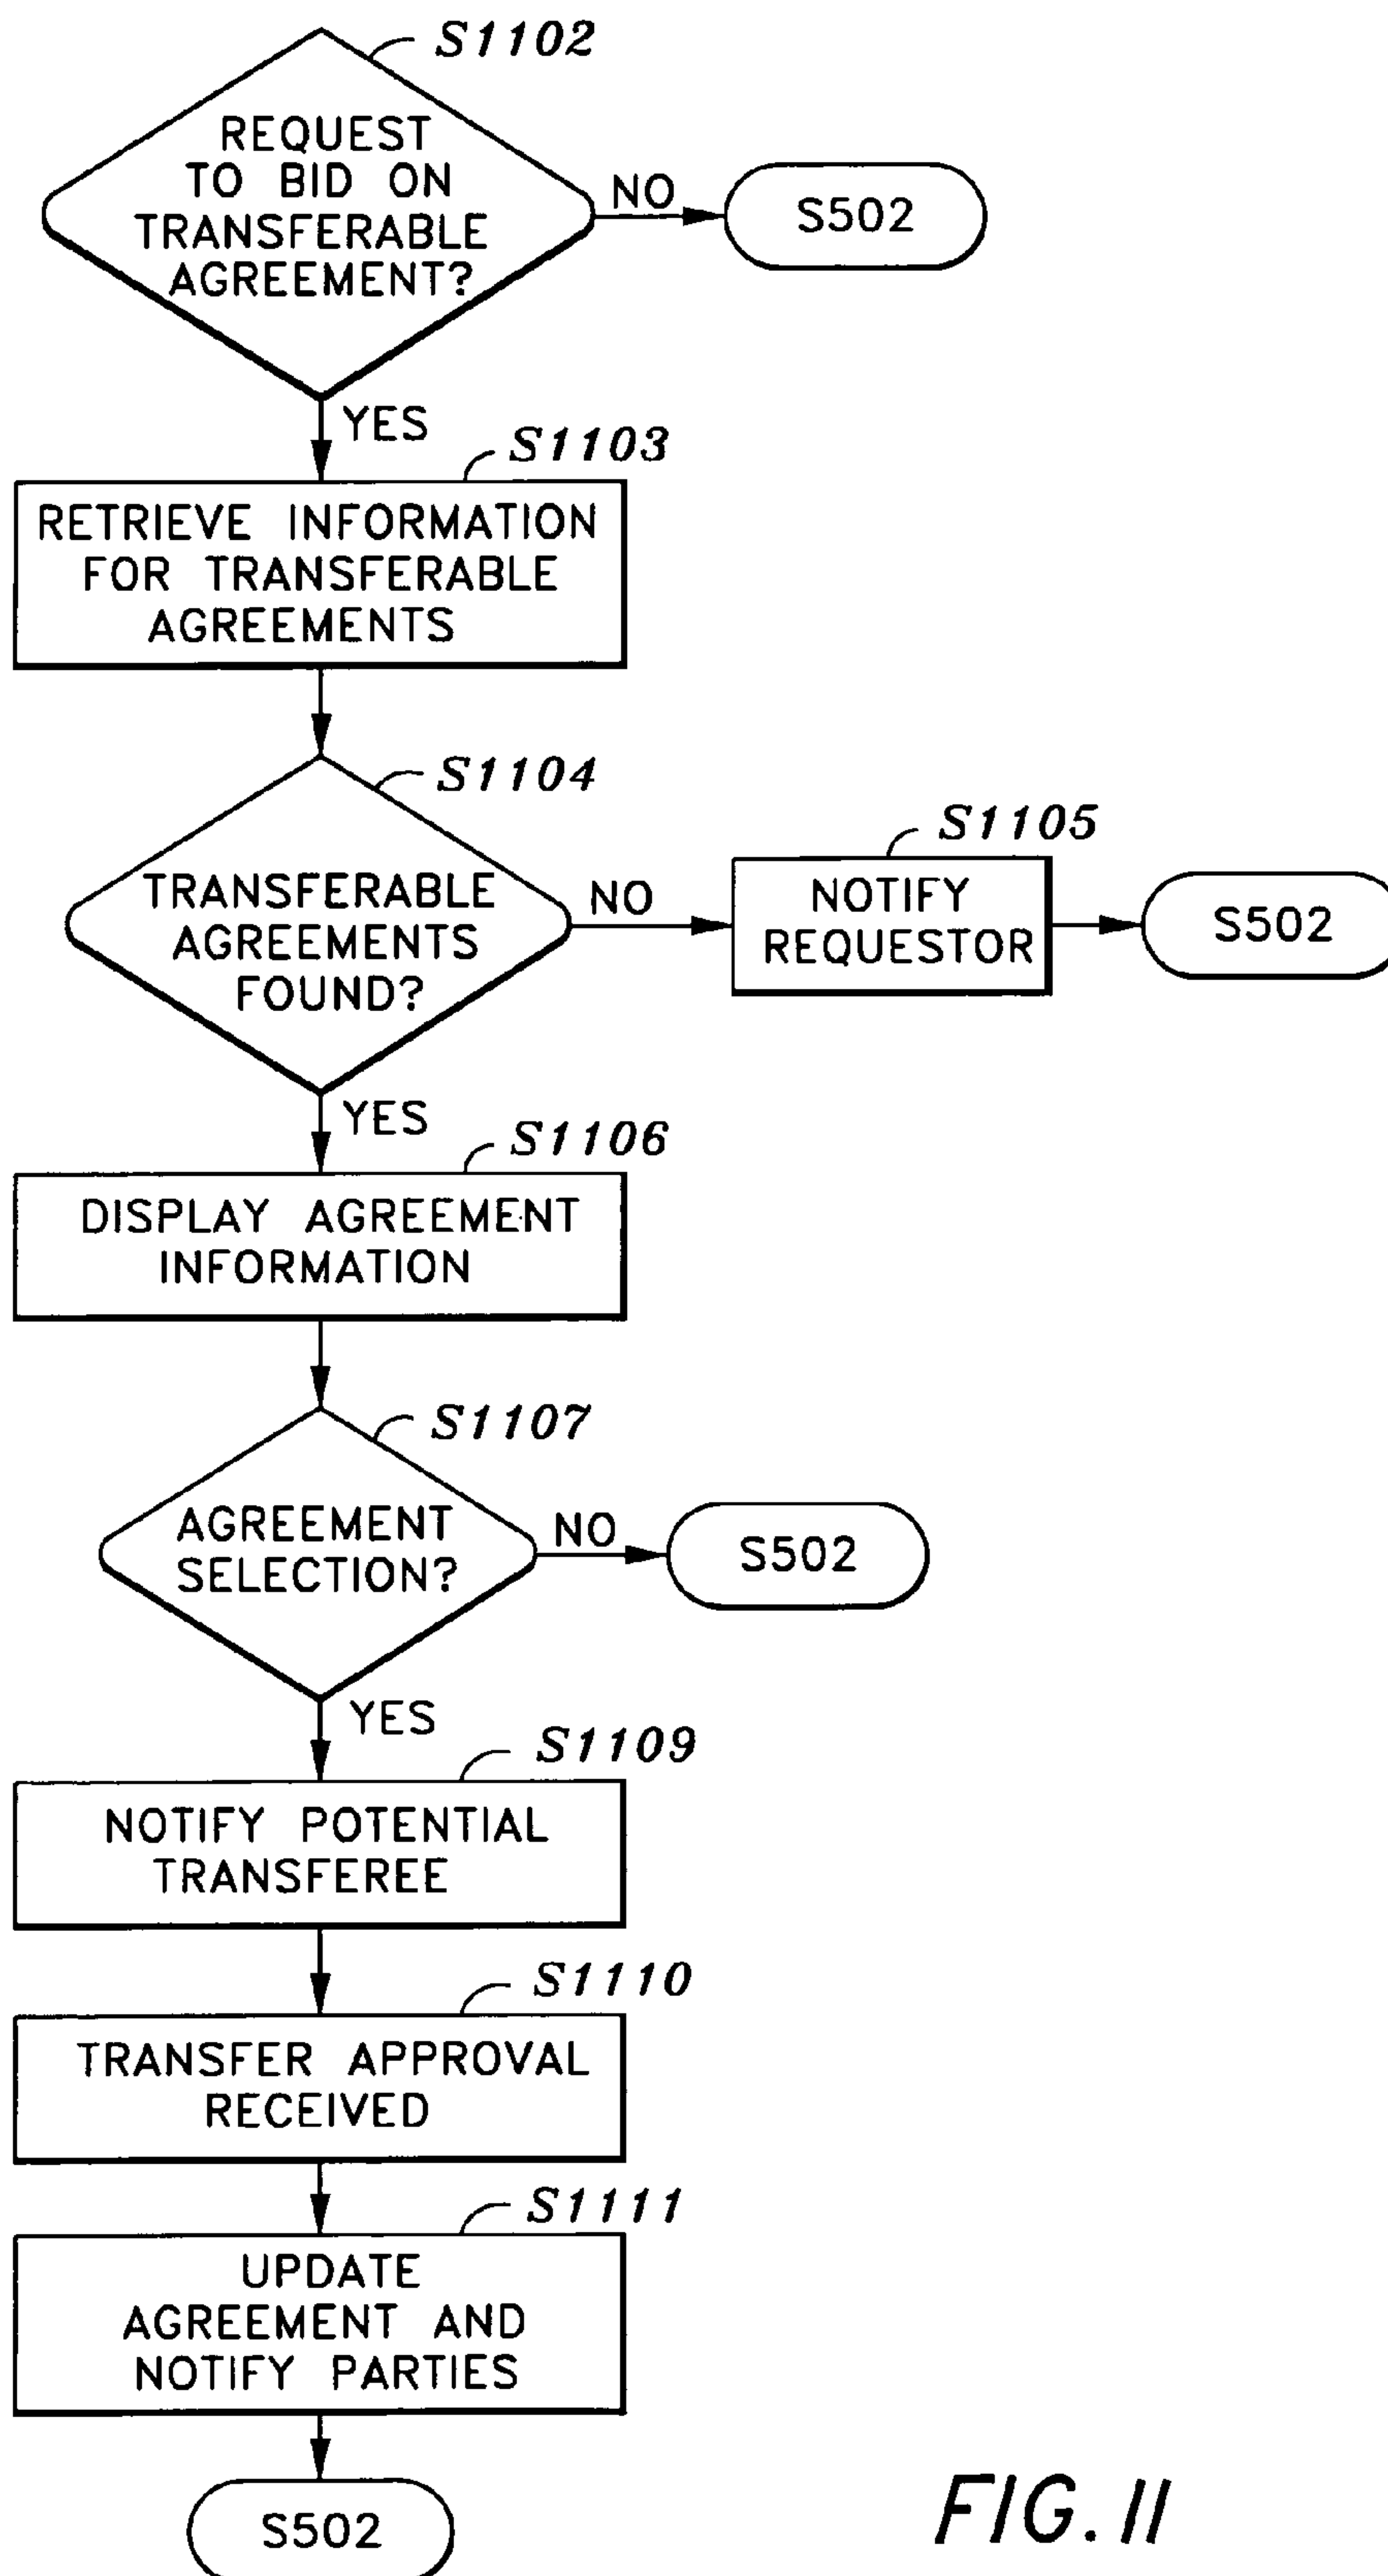 S1102
REQUEST
TO BID ON
TRANSFERABLE
AGREEMENT?
NO
S502
YES
S1103
RETRIEVE INFORMATION
FOR TRANSFERABLE
AGREEMENTS
S1104
TRANSFERABLE
AGREEMENTS
FOUND?
NO
S1105
NOTIFY
REQUESTOR
S502
YES
S1106
DISPLAY AGREEMENT
INFORMATION
S1107
AGREEMENT
SELECTION?
NO
S502
YES
S1109
NOTIFY POTENTIAL
TRANSFEREE
S1110
TRANSFER APPROVAL
RECEIVED
S1111
UPDATE
AGREEMENT AND
NOTIFY PARTIES
S502
FIG. 11